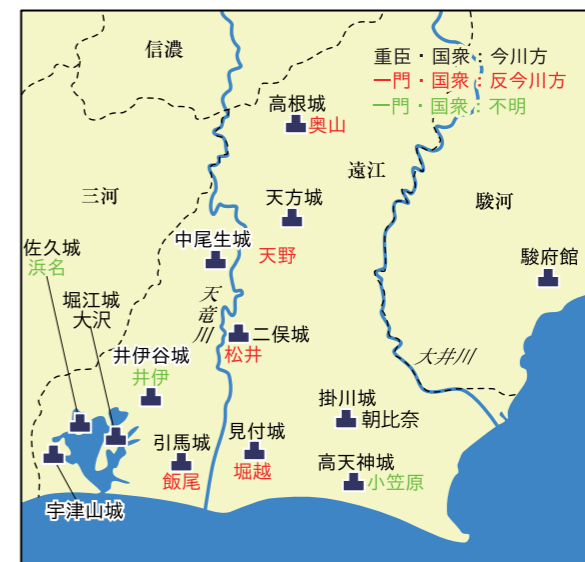 信濃
重臣・国衆：今川方
一門・国衆：反今川方
一門・国衆：不明
高根城
奥山
遠江
三河
駿河
天方城
佐久城
浜名
中尾生城
天野
駿府館
堀江城
大沢
天竜川
二俣城
松井
大井川
井伊谷城
井伊
掛川城
朝比奈
引馬城
飯尾
見付城
堀越
高天神城
小笠原
宇津山城